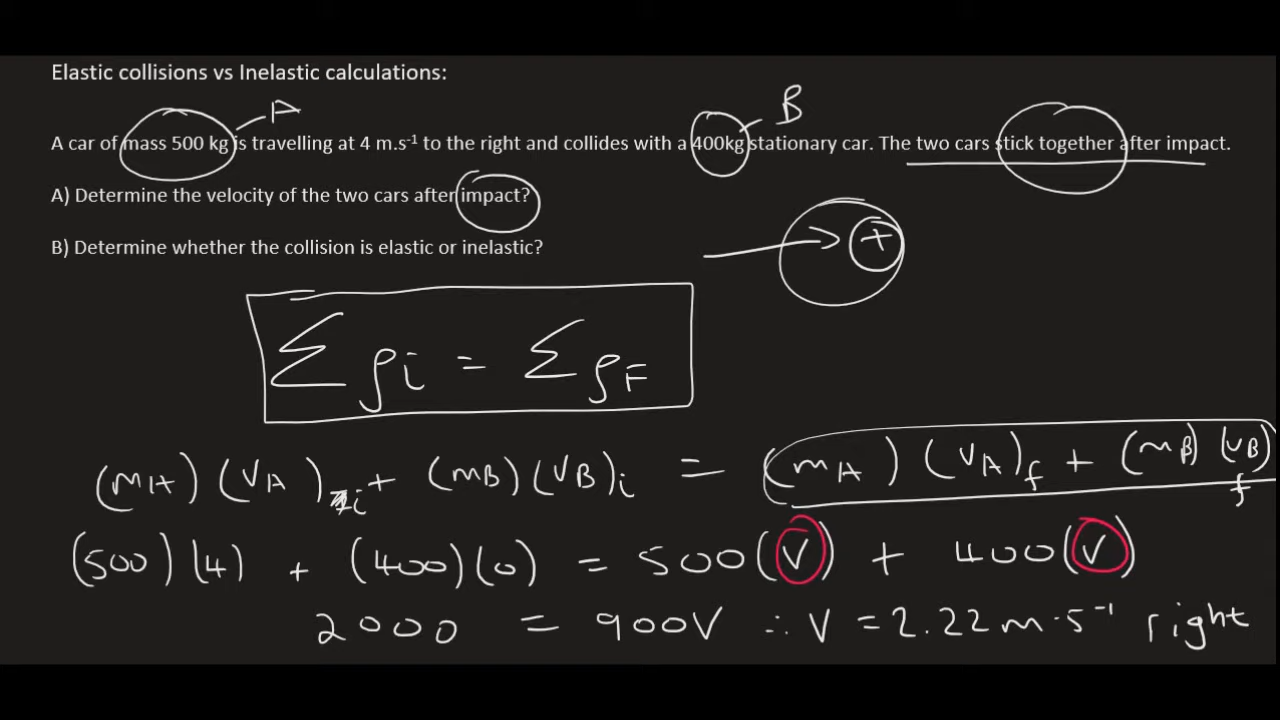 Elastic collisions vs Inelastic calculations:
A B
A car of mass 500 kg is travelling at 4 m.s⁻¹ to the right and collides with a 400kg stationary car. The two cars stick together after impact.
A) Determine the velocity of the two cars after impact?
+
B) Determine whether the collision is elastic or inelastic?
Σρi = ΣρF
(mA)(vA)i + (mB)(vB)i = (mA)(vA)f + (mB)(vB)f
(500)(4) + (400)(0) = 500(V) + 400(V)
2000 = 900V ∴ V = 2.22 m·s⁻¹ right